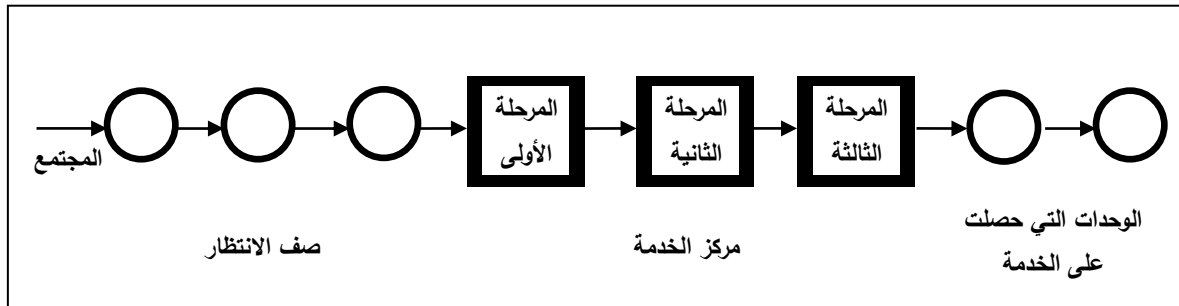 المجتمع
المرحلة
الأولى
المرحلة
الثانية
المرحلة
الثالثة
صف الانتظار
مركز الخدمة
الوحدات التي حصلت
على الخدمة